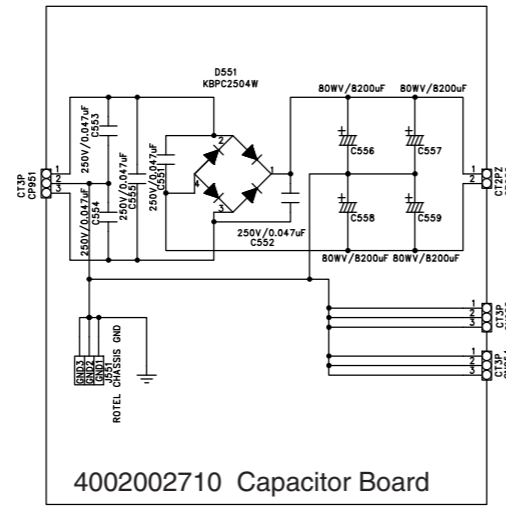 D551
KBPC2504W
80WV/8200uF 80WV/8200uF
250V/0.047uF
C553
250V/0.047uF
C555
250V/0.047uF
C551
2
1
4
3
C556
C557
CT3P
CP951
1
2
3
250V/0.047uF
C554
250V/0.047uF
C552
C558
C559
80WV/8200uF 80WV/8200uF
1
2
CT2PZ
1
2
3
CT3P
1
2
3
CT3P
GND3
GND2
GND1
J551
ROTEL CHASSIS GND
4002002710 Capacitor Board